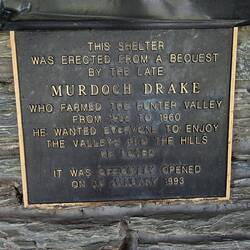 THIS SHELTER
WAS ERECTED FROM A BEQUEST
BY THE LATE
MURDOCH DRAKE
WHO FARMED THE HUNTER VALLEY
FROM TO 1960
HE WANTED EVERYONE TO ENJOY
THE VALLEYS AND THE HILLS
HE LOVED
IT WAS OFFICIALLY OPENED
ON JANUARY 1993